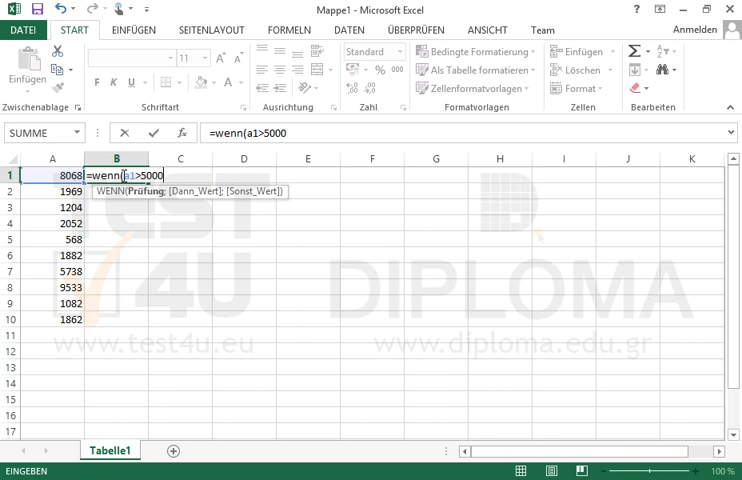 Mappe1 - Microsoft Excel
DATEI START EINFÜGEN SEITENLAYOUT FORMELN DATEN ÜBERPRÜFEN ANSICHT Team Anmelden
Einfügen
F K U
11
A A
A
Standard
% 000
Bedingte Formatierung
Als Tabelle formatieren
Zellenformatvorlagen
Einfügen
Löschen
Format
Zwischenablage Schriftart Ausrichtung Zahl Formatvorlagen Zellen Bearbeiten
SUMME =wenn(a1>5000
A B C D E F G H I J K
1 8068 =wenn(a1>5000
WENN(Prüfung; [Dann_Wert]; [Sonst_Wert])
2 1969
3 1204
4 2052
5 568
6 1882
7 5738
8 9533
9 1082
10 1862
11
12
13
14
15
16
17
TEST
4U
DIPLOMA
www.test4u.eu www.diploma.edu.gr
Tabelle1
EINGEBEN 100 %